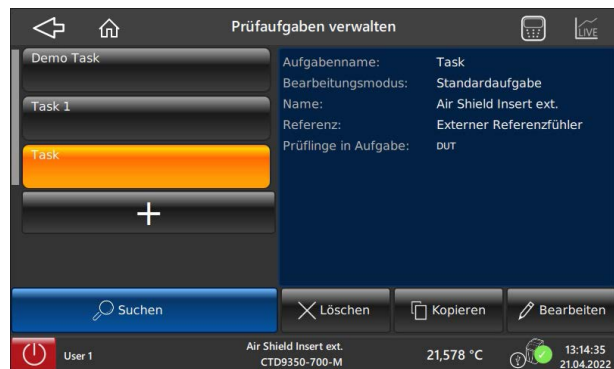 Prüfaufgaben verwalten
LIVE
Demo Task
Task 1
Task
+
Aufgabenname: Task
Bearbeitungsmodus: Standardaufgabe
Name: Air Shield Insert ext.
Referenz: Externer Referenzfühler
Prüflinge in Aufgabe: DUT
Suchen
Löschen
Kopieren
Bearbeiten
User 1
Air Shield Insert ext.
CTD9350-700-M
21,578 °C
13:14:35
21.04.2022